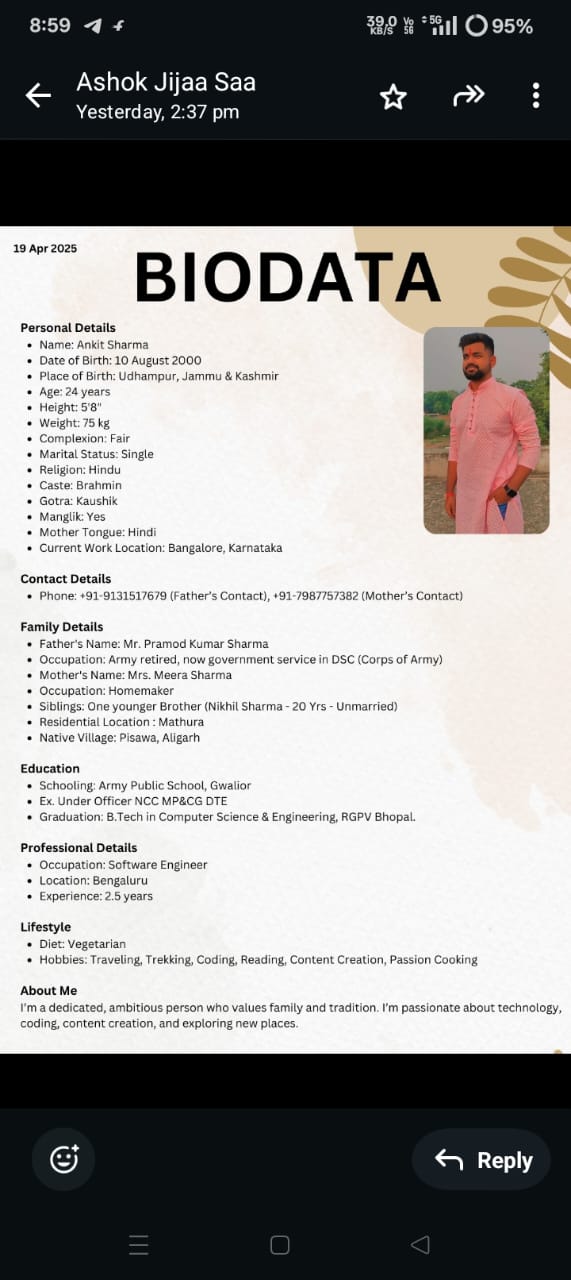 8:59
39.0 KB/S Vo 5G 5G 95%
Ashok Jijaa Saa
Yesterday, 2:37 pm
19 Apr 2025
BIODATA
Personal Details
• Name: Ankit Sharma
• Date of Birth: 10 August 2000
• Place of Birth: Udhampur, Jammu & Kashmir
• Age: 24 years
• Height: 5'8"
• Weight: 75 kg
• Complexion: Fair
• Marital Status: Single
• Religion: Hindu
• Caste: Brahmin
• Gotra: Kaushik
• Manglik: Yes
• Mother Tongue: Hindi
• Current Work Location: Bangalore, Karnataka
Contact Details
• Phone: +91-9131517679 (Father's Contact), +91-7987757382 (Mother's Contact)
Family Details
• Father's Name: Mr. Pramod Kumar Sharma
• Occupation: Army retired, now government service in DSC (Corps of Army)
• Mother's Name: Mrs. Meera Sharma
• Occupation: Homemaker
• Siblings: One younger Brother (Nikhil Sharma - 20 Yrs - Unmarried)
• Residential Location : Mathura
• Native Village: Pisawa, Aligarh
Education
• Schooling: Army Public School, Gwalior
• Ex. Under Officer NCC MP&CG DTE
• Graduation: B.Tech in Computer Science & Engineering, RGPV Bhopal.
Professional Details
• Occupation: Software Engineer
• Location: Bengaluru
• Experience: 2.5 years
Lifestyle
• Diet: Vegetarian
• Hobbies: Traveling, Trekking, Coding, Reading, Content Creation, Passion Cooking
About Me
I'm a dedicated, ambitious person who values family and tradition. I'm passionate about technology,
coding, content creation, and exploring new places.
Reply